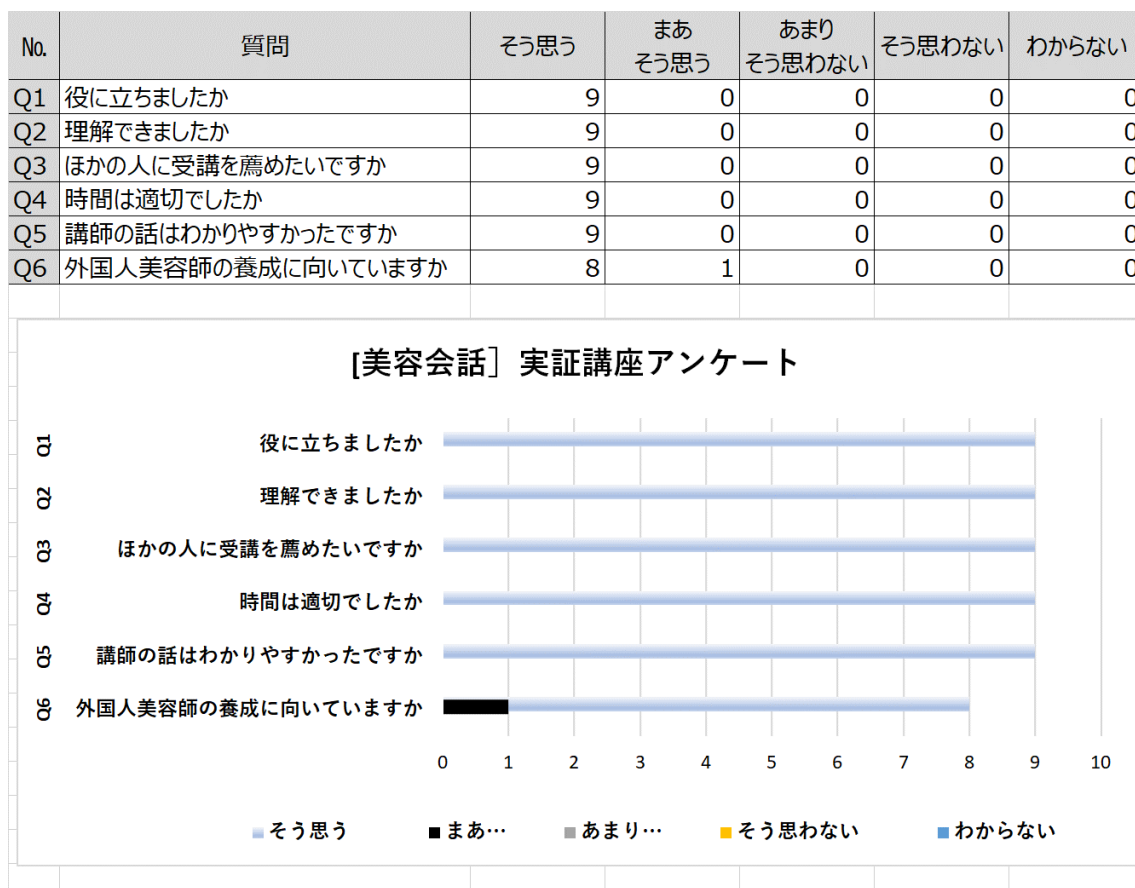 No. 質問 そう思う まあ そう思う あまり そう思わない そう思わない わからない
Q1 役に立ちましたか 9 0 0 0 0
Q2 理解できましたか 9 0 0 0 0
Q3 ほかの人に受講を薦めたいですか 9 0 0 0 0
Q4 時間は適切でしたか 9 0 0 0 0
Q5 講師の話はわかりやすかったですか 9 0 0 0 0
Q6 外国人美容師の養成に向いていますか 8 1 0 0 0
[美容会話］実証講座アンケート
Q1 役に立ちましたか
Q2 理解できましたか
Q3 ほかの人に受講を薦めたいですか
Q4 時間は適切でしたか
Q5 講師の話はわかりやすかったですか
Q6 外国人美容師の養成に向いていますか
0 1 2 3 4 5 6 7 8 9 10
そう思う まあ… あまり… そう思わない わからない